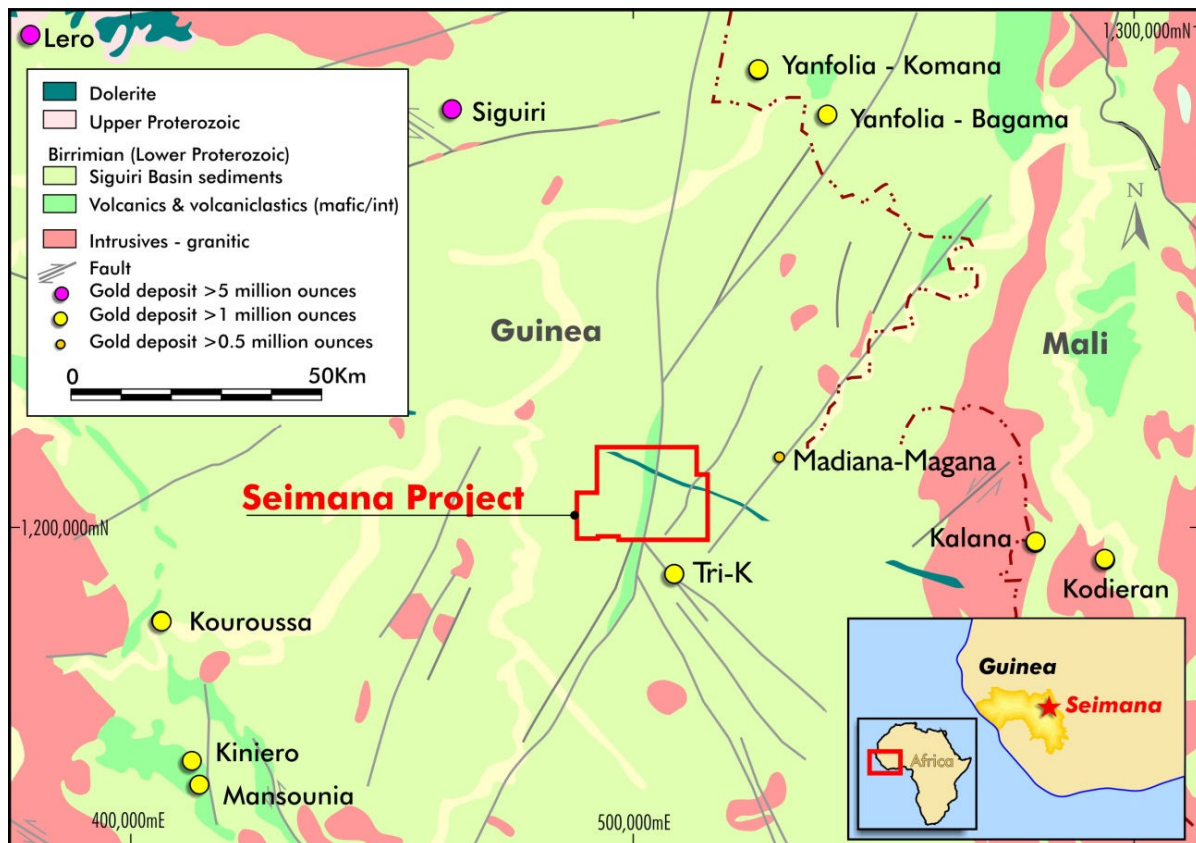 1,300,000mN
Lero
Yanfolia - Komana
Siguiri
Yanfolia - Bagama
Dolerite
Upper Proterozoic
Birrimian (Lower Proterozoic)
Siguiri Basin sediments
Volcanics & volcaniclastics (mafic/int)
Intrusives - granitic
Fault
Gold deposit >5 million ounces
Gold deposit >1 million ounces
Gold deposit >0.5 million ounces
0 50Km
N
Guinea
Mali
Madiana-Magana
Seimana Project
1,200,000mN
Kalana
Tri-K
Kodieran
Kouroussa
Guinea
Seimana
Africa
Kiniero
Mansounia
400,000mE
500,000mE